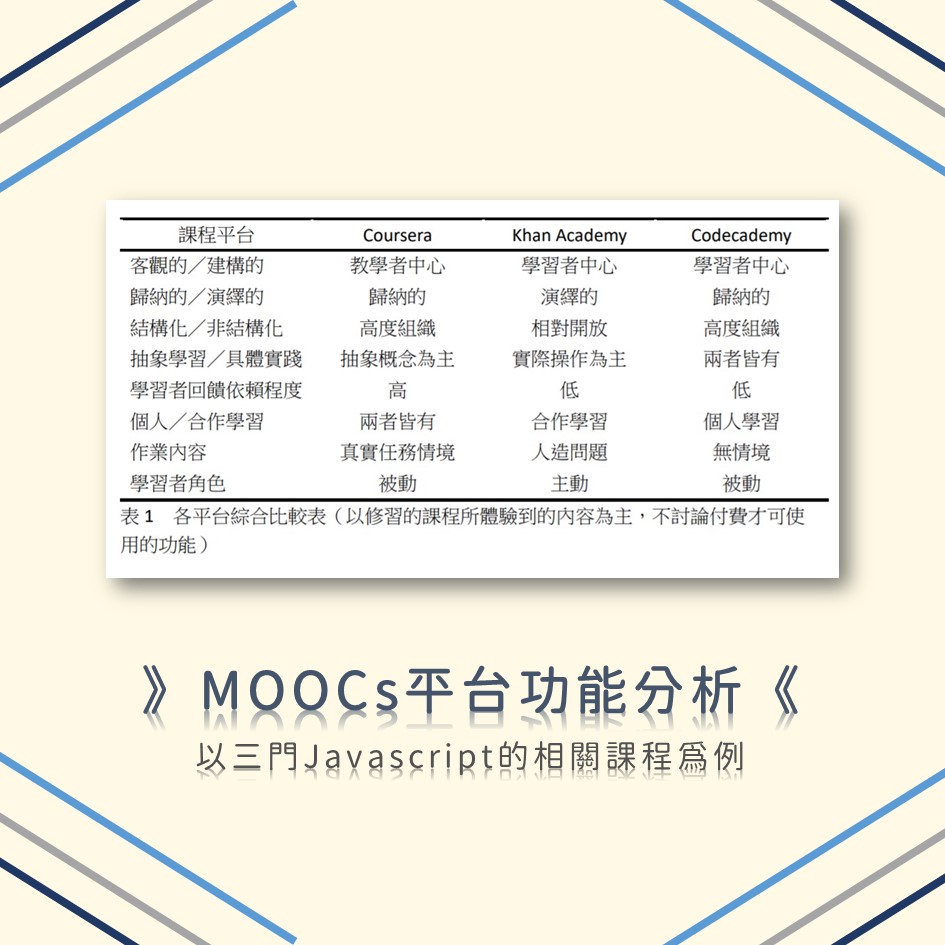 課程平台 Coursera Khan Academy Codecademy
客觀的／建構的 教學者中心 學習者中心 學習者中心
歸納的／演繹的 歸納的 演繹的 歸納的
結構化／非結構化 高度組織 相對開放 高度組織
抽象學習／具體實踐 抽象概念為主 實際操作為主 兩者皆有
學習者回饋依賴程度 高 低 低
個人／合作學習 兩者皆有 合作學習 個人學習
作業內容 真實任務情境 人造問題 無情境
學習者角色 被動 主動 被動
表 1　各平台綜合比較表（以修習的課程所體驗到的內容為主，不討論付費才可使
用的功能）
》MOOCs平台功能分析《
以三門Javascript的相關課程為例